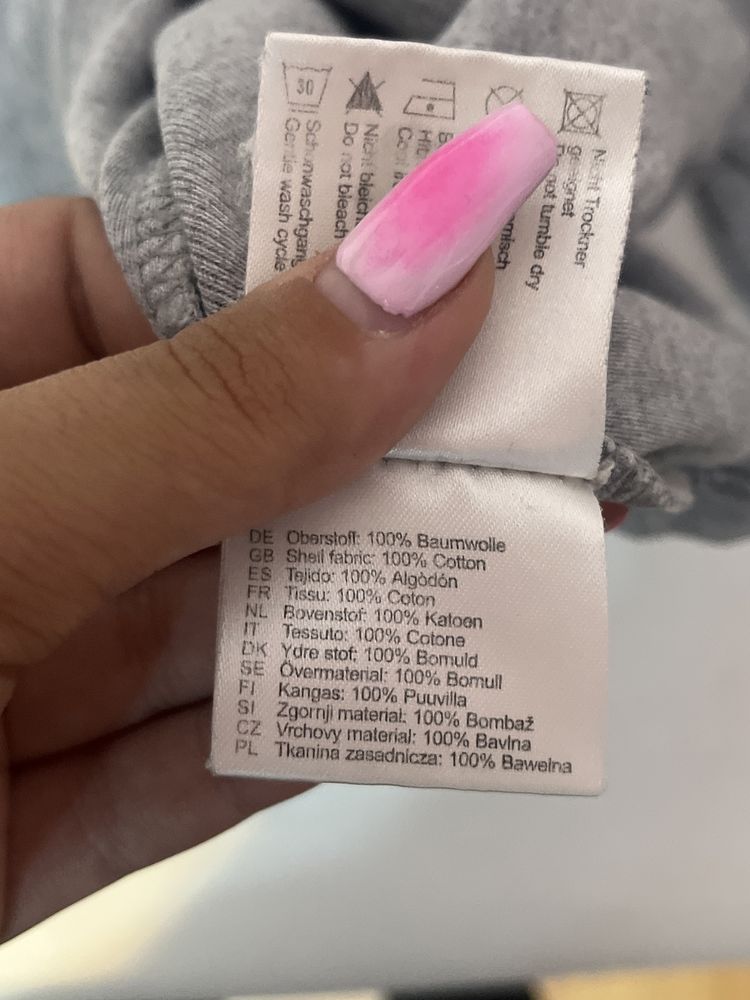 30
Schonwaschgang
Gentle wash cycle
Nicht bleichen
Do not bleach
Nicht Trockner
geeignet
not tumble dry
DE Oberstoff: 100% Baumwolle
GB Shell fabric: 100% Cotton
ES Tejido: 100% Algòdón
FR Tissu: 100% Coton
NL Bovenstof: 100% Katoen
IT Tessuto: 100% Cotone
DK Ydre stof: 100% Bomuld
SE Övermaterial: 100% Bomull
FI Kangas: 100% Puuvilla
SI Zgornji material: 100% Bombaž
CZ Vrchovy material: 100% Bavlna
PL Tkanina zasadnicza: 100% Bawelna